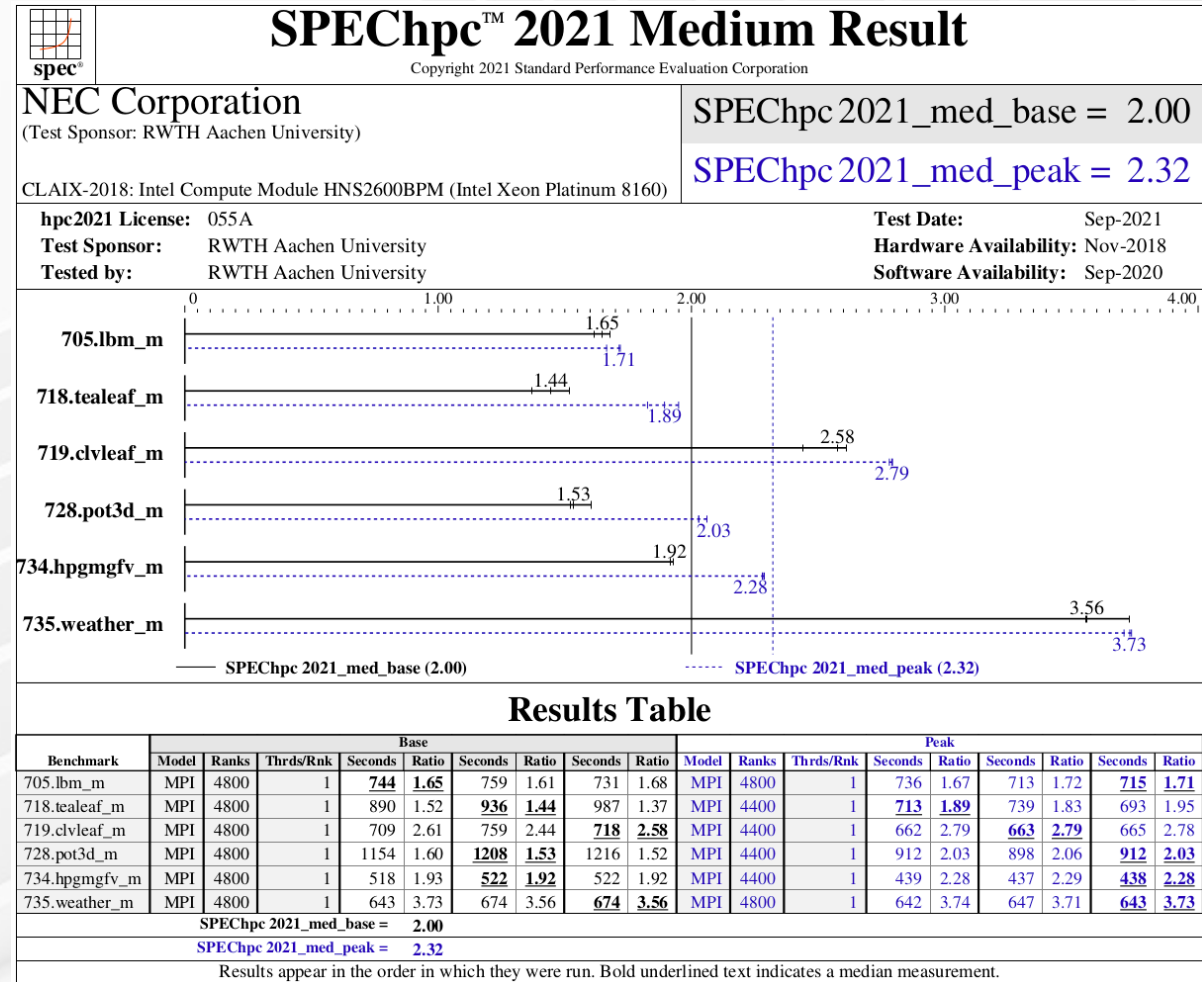 SPEChpc™ 2021 Medium Result
spec®
Copyright 2021 Standard Performance Evaluation Corporation
NEC Corporation
(Test Sponsor: RWTH Aachen University)
CLAIX-2018: Intel Compute Module HNS2600BPM (Intel Xeon Platinum 8160)
SPEChpc 2021_med_base = 2.00
SPEChpc 2021_med_peak = 2.32
hpc2021 License: 055A Test Date: Sep-2021
Test Sponsor: RWTH Aachen University Hardware Availability: Nov-2018
Tested by: RWTH Aachen University Software Availability: Sep-2020
0 1.00 2.00 3.00 4.00
705.lbm_m 1.65
1.71
718.tealeaf_m 1.44
1.89
719.clvleaf_m 2.58
2.79
728.pot3d_m 1.53
2.03
734.hpgmgfv_m 1.92
2.28
735.weather_m 3.56
3.73
SPEChpc 2021_med_base (2.00) SPEChpc 2021_med_peak (2.32)
Results Table
Base Peak
Benchmark Model Ranks Thrds/Rnk Seconds Ratio Seconds Ratio Seconds Ratio Model Ranks Thrds/Rnk Seconds Ratio Seconds Ratio Seconds Ratio
705.lbm_m MPI 4800 1 744 1.65 759 1.61 731 1.68 MPI 4800 1 736 1.67 713 1.72 715 1.71
718.tealeaf_m MPI 4800 1 890 1.52 936 1.44 987 1.37 MPI 4400 1 713 1.89 739 1.83 693 1.95
719.clvleaf_m MPI 4800 1 709 2.61 759 2.44 718 2.58 MPI 4400 1 662 2.79 663 2.79 665 2.78
728.pot3d_m MPI 4800 1 1154 1.60 1208 1.53 1216 1.52 MPI 4400 1 912 2.03 898 2.06 912 2.03
734.hpgmgfv_m MPI 4800 1 518 1.93 522 1.92 522 1.92 MPI 4400 1 439 2.28 437 2.29 438 2.28
735.weather_m MPI 4800 1 643 3.73 674 3.56 674 3.56 MPI 4800 1 642 3.74 647 3.71 643 3.73
SPEChpc 2021_med_base = 2.00
SPEChpc 2021_med_peak = 2.32
Results appear in the order in which they were run. Bold underlined text indicates a median measurement.